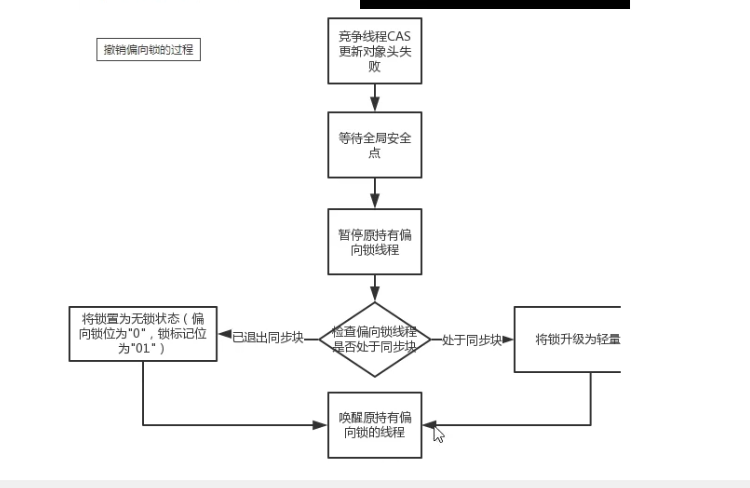 撤销偏向锁的过程
竞争线程CAS
更新对象头失
败
等待全局安全
点
暂停原持有偏
向锁线程
检查偏向锁线程
是否处于同步块
已退出同步块
处于同步块
将锁置为无锁状态（偏
向锁位为"0"，锁标记位
为"01"）
将锁升级为轻量
唤醒原持有偏
向锁的线程